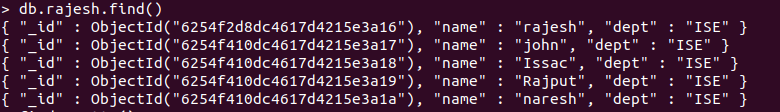 > db.rajesh.find()
{ "_id" : ObjectId("6254f2d8dc4617d4215e3a16"), "name" : "rajesh", "dept" : "ISE" }
{ "_id" : ObjectId("6254f410dc4617d4215e3a17"), "name" : "john", "dept" : "ISE" }
{ "_id" : ObjectId("6254f410dc4617d4215e3a18"), "name" : "Issac", "dept" : "ISE" }
{ "_id" : ObjectId("6254f410dc4617d4215e3a19"), "name" : "Rajput", "dept" : "ISE" }
{ "_id" : ObjectId("6254f410dc4617d4215e3a1a"), "name" : "naresh", "dept" : "ISE" }